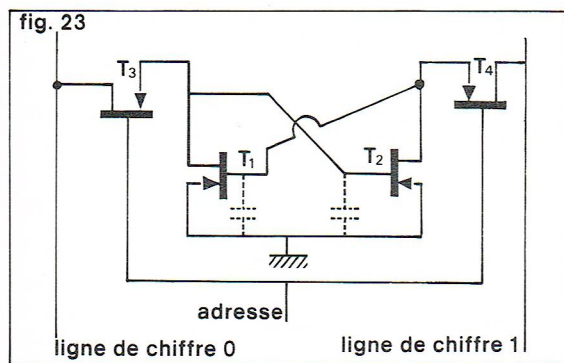 fig. 23
T3
T4
T1
T2
adresse
ligne de chiffre 0
ligne de chiffre 1